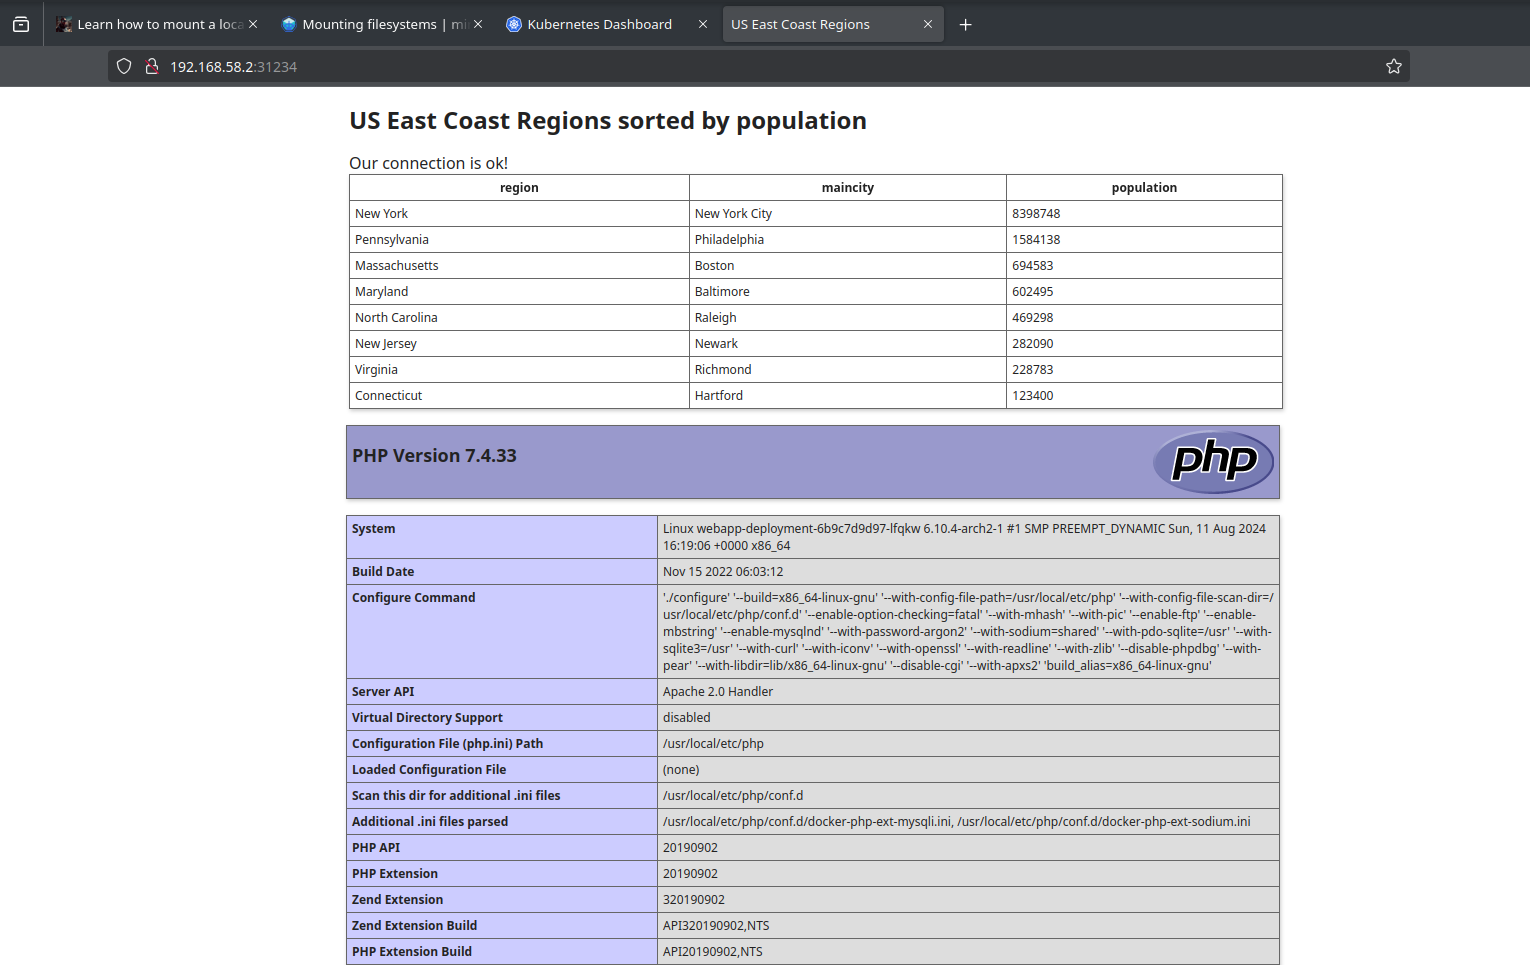 Learn how to mount a loca
Mounting filesystems | mi
Kubernetes Dashboard
US East Coast Regions
192.168.58.2:31234
US East Coast Regions sorted by population
Our connection is ok!
region maincity population
New York New York City 8398748
Pennsylvania Philadelphia 1584138
Massachusetts Boston 694583
Maryland Baltimore 602495
North Carolina Raleigh 469298
New Jersey Newark 282090
Virginia Richmond 228783
Connecticut Hartford 123400
PHP Version 7.4.33
php
System Linux webapp-deployment-6b9c7d9d97-lfqkw 6.10.4-arch2-1 #1 SMP PREEMPT_DYNAMIC Sun, 11 Aug 2024
16:19:06 +0000 x86_64
Build Date Nov 15 2022 06:03:12
Configure Command './configure' '--build=x86_64-linux-gnu' '--with-config-file-path=/usr/local/etc/php' '--with-config-file-scan-dir=/
usr/local/etc/php/conf.d' '--enable-option-checking=fatal' '--with-mhash' '--with-pic' '--enable-ftp' '--enable-
mbstring' '--enable-mysqlnd' '--with-password-argon2' '--with-sodium=shared' '--with-pdo-sqlite=/usr' '--with-
sqlite3=/usr' '--with-curl' '--with-iconv' '--with-openssl' '--with-readline' '--with-zlib' '--disable-phpdbg' '--with-
pear' '--with-libdir=lib/x86_64-linux-gnu' '--disable-cgi' '--with-apxs2' 'build_alias=x86_64-linux-gnu'
Server API Apache 2.0 Handler
Virtual Directory Support disabled
Configuration File (php.ini) Path /usr/local/etc/php
Loaded Configuration File (none)
Scan this dir for additional .ini files /usr/local/etc/php/conf.d
Additional .ini files parsed /usr/local/etc/php/conf.d/docker-php-ext-mysqli.ini, /usr/local/etc/php/conf.d/docker-php-ext-sodium.ini
PHP API 20190902
PHP Extension 20190902
Zend Extension 320190902
Zend Extension Build API320190902,NTS
PHP Extension Build API20190902,NTS